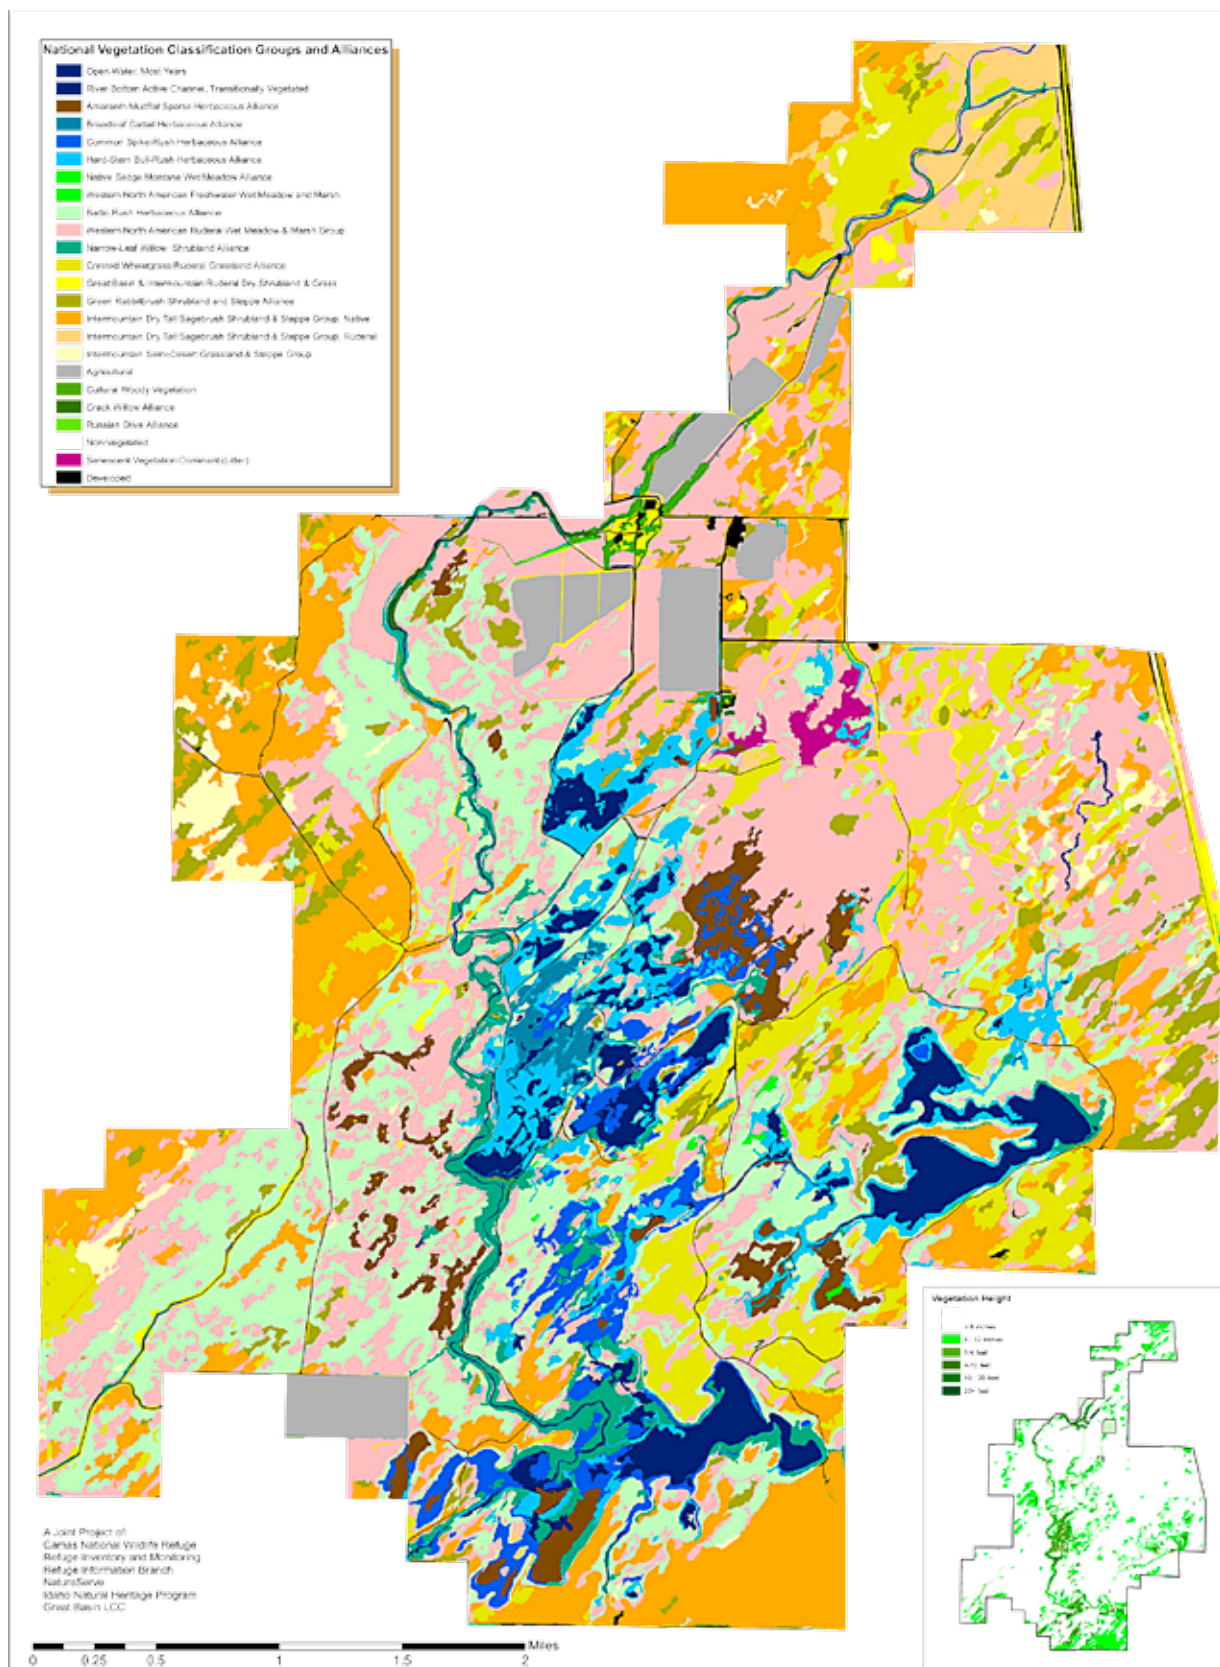 National Vegetation Classification Groups and Alliances
Open Water, Most Years
River Bottom Active Channel, Transitionally Vegetated
Amaranth Mudflat Sparse Herbaceous Alliance
Broadleaf Cattail Herbaceous Alliance
Common Spike-Rush Herbaceous Alliance
Hard-Stem Bull-Rush Herbaceous Alliance
Native Sedge Montane Wet Meadow Alliance
Western North American Freshwater Wet Meadow and Marsh
Baltic Rush Herbaceous Alliance
Western North American Ruderal Wet Meadow & Marsh Group
Narrow-Leaf Willow Shrubland Alliance
Crested Wheatgrass Ruderal Grassland Alliance
Great Basin & Intermountain Ruderal Dry Shrubland & Grass
Green Rabbitbrush Shrubland and Steppe Alliance
Intermountain Dry Tall Sagebrush Shrubland & Steppe Group, Native
Intermountain Dry Tall Sagebrush Shrubland & Steppe Group, Ruderal
Intermountain Semi-Desert Grassland & Steppe Group
Agricultural
Cultural Woody Vegetation
Crack Willow Alliance
Russian Olive Alliance
Non-Vegetated
Senescent Vegetation Dominant (Litter)
Developed
Vegetation Height
inches
inches
feet
feet
feet
20+ feet
A Joint Project of:
Camas National Wildlife Refuge
Refuge Inventory and Monitoring
Refuge Information Branch
NatureServe
Idaho Natural Heritage Program
Great Basin LCC
Miles
0 0.25 0.5 1 1.5 2